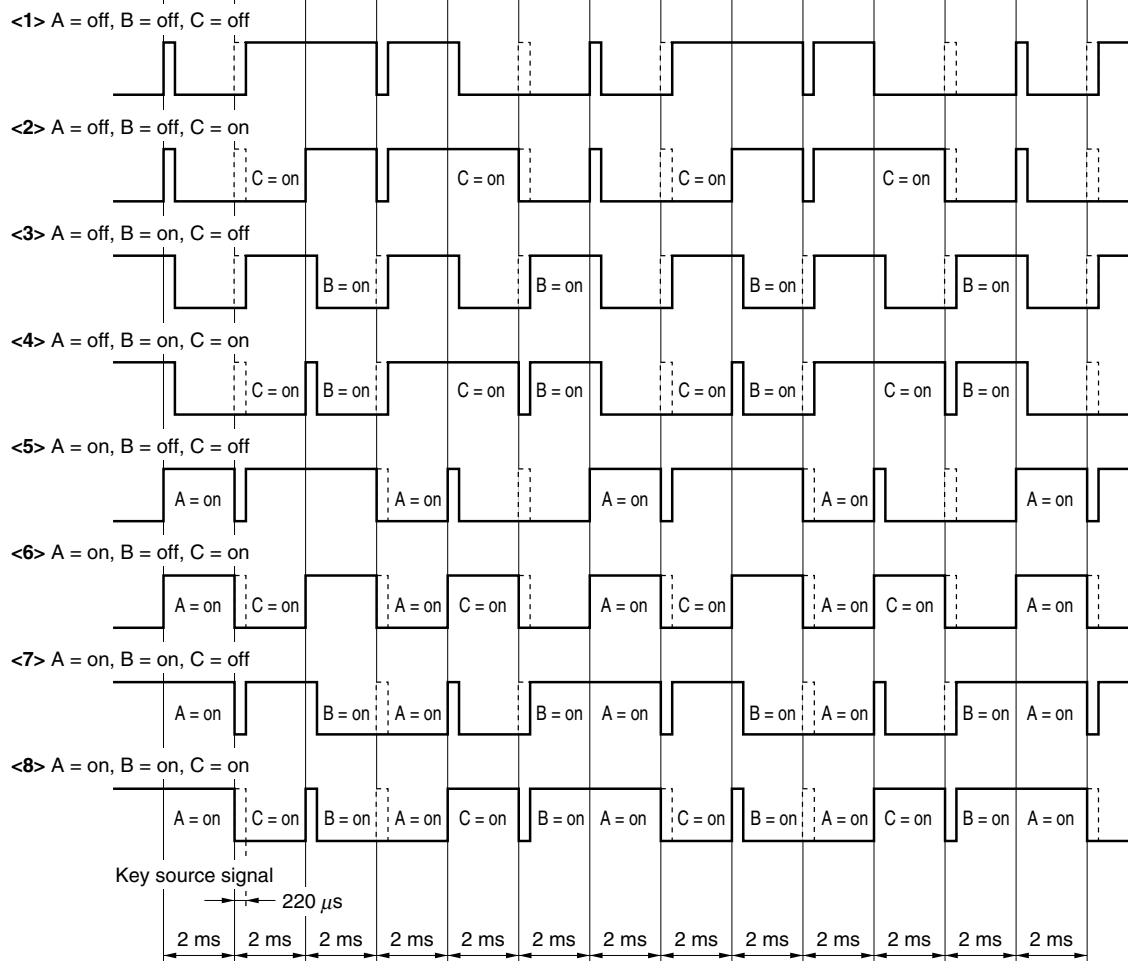 <1> A = off, B = off, C = off
<2> A = off, B = off, C = on
C = on C = on C = on C = on
<3> A = off, B = on, C = off
B = on B = on B = on B = on
<4> A = off, B = on, C = on
C = on B = on C = on B = on C = on B = on C = on B = on
<5> A = on, B = off, C = off
A = on A = on A = on A = on A = on
<6> A = on, B = off, C = on
A = on C = on A = on C = on A = on C = on A = on C = on A = on
<7> A = on, B = on, C = off
A = on B = on A = on B = on A = on B = on A = on B = on A = on
<8> A = on, B = on, C = on
A = on C = on B = on A = on C = on B = on A = on C = on B = on A = on C = on B = on A = on
Key source signal
220 μs
2 ms 2 ms 2 ms 2 ms 2 ms 2 ms 2 ms 2 ms 2 ms 2 ms 2 ms 2 ms 2 ms